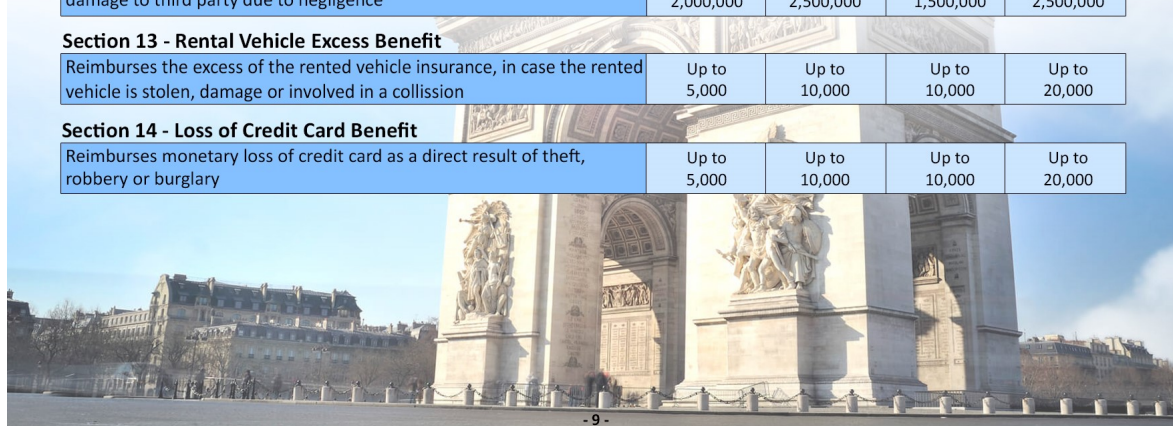 damage to third party due to negligence
2,000,000 2,500,000 1,500,000 2,500,000
Section 13 - Rental Vehicle Excess Benefit
Reimburses the excess of the rented vehicle insurance, in case the rented
vehicle is stolen, damage or involved in a collission
Up to Up to Up to Up to
5,000 10,000 10,000 20,000
Section 14 - Loss of Credit Card Benefit
Reimburses monetary loss of credit card as a direct result of theft,
robbery or burglary
Up to Up to Up to Up to
5,000 10,000 10,000 20,000
- 9 -